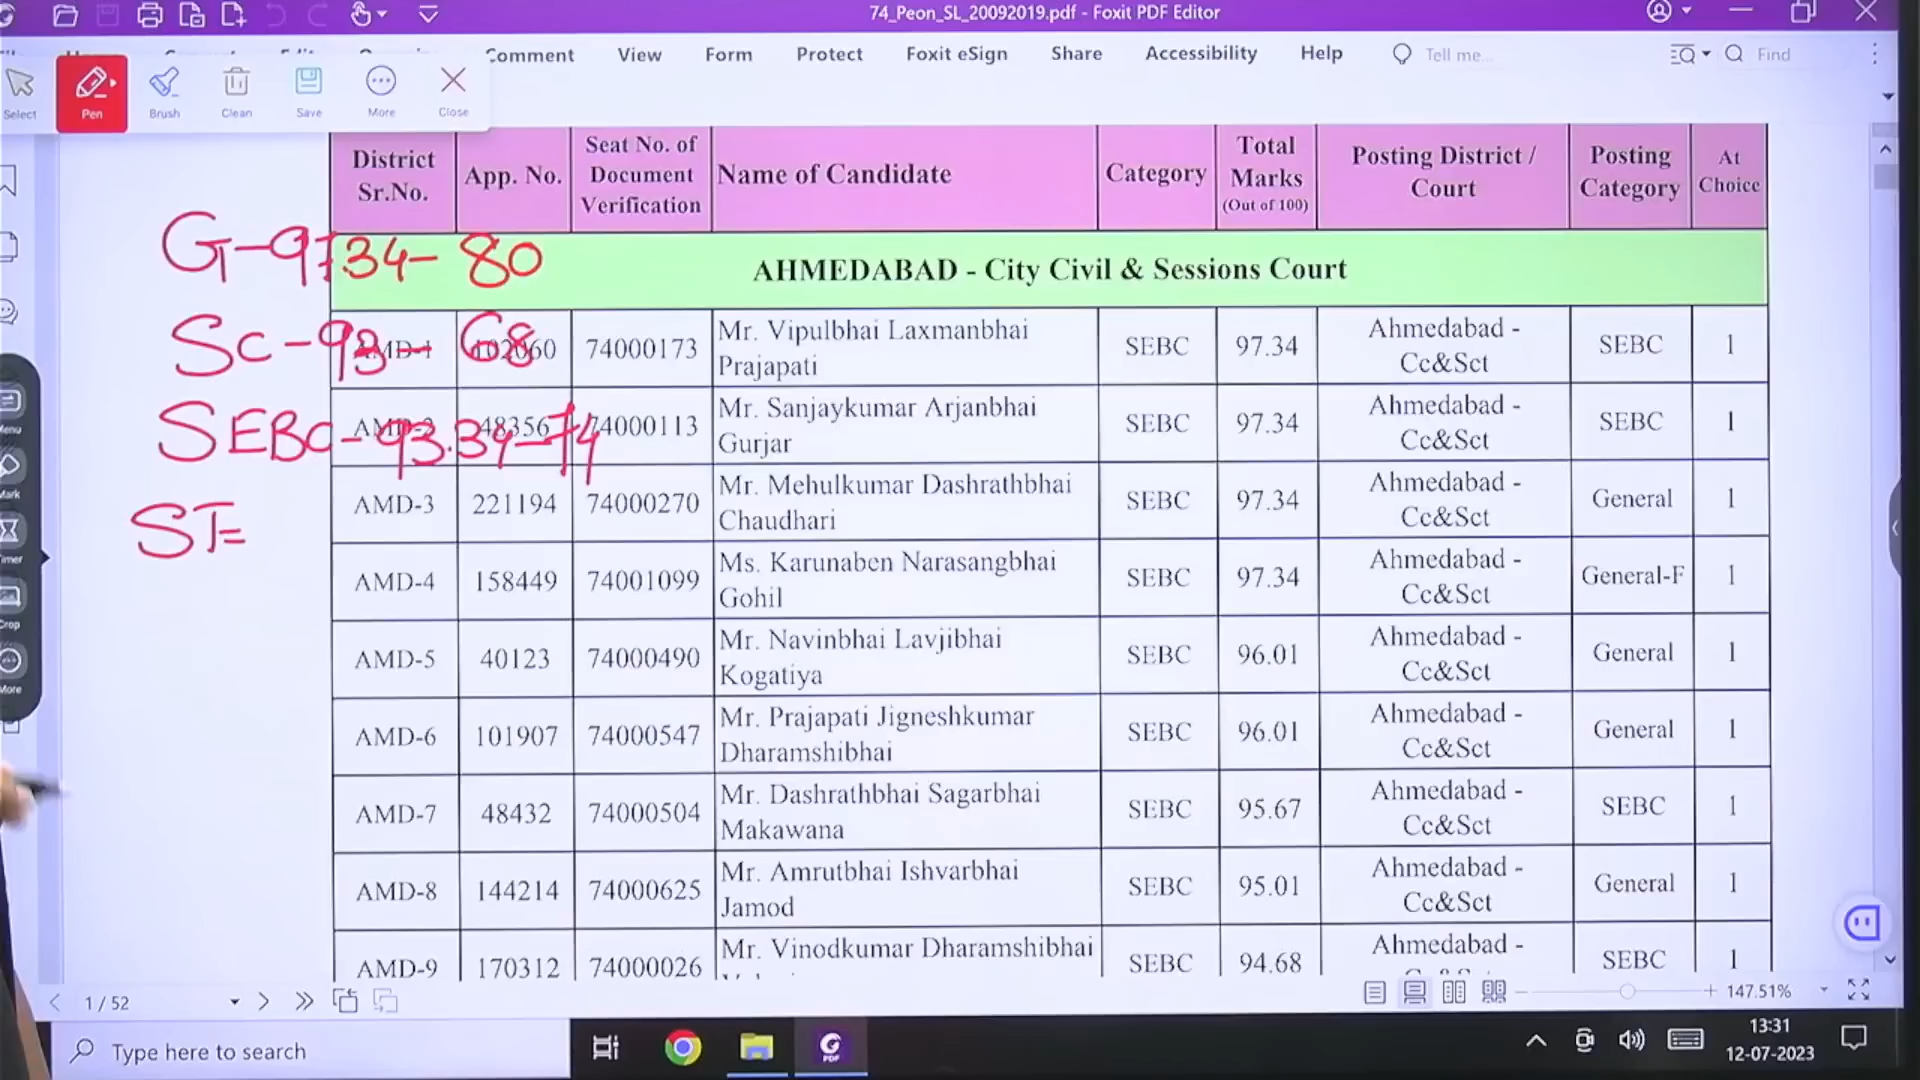 74_Peon_SL_20092019.pdf - Foxit PDF Editor
Comment View Form Protect Foxit eSign Share Accessibility Help Tell me... Find
Select Pen Brush Clean Save More Close
District Sr.No. App. No. Seat No. of Document Verification Name of Candidate Category Total Marks (Out of 100) Posting District / Court Posting Category At Choice
G-97.34- 80
AHMEDABAD - City Civil & Sessions Court
Sc-93- 68
AMD-1 102060 74000173 Mr. Vipulbhai Laxmanbhai Prajapati SEBC 97.34 Ahmedabad - Cc&Sct SEBC 1
SEBC-93.34-74
AMD-2 48356 74000113 Mr. Sanjaykumar Arjanbhai Gurjar SEBC 97.34 Ahmedabad - Cc&Sct SEBC 1
AMD-3 221194 74000270 Mr. Mehulkumar Dashrathbhai Chaudhari SEBC 97.34 Ahmedabad - Cc&Sct General 1
ST=
AMD-4 158449 74001099 Ms. Karunaben Narasangbhai Gohil SEBC 97.34 Ahmedabad - Cc&Sct General-F 1
AMD-5 40123 74000490 Mr. Navinbhai Lavjibhai Kogatiya SEBC 96.01 Ahmedabad - Cc&Sct General 1
AMD-6 101907 74000547 Mr. Prajapati Jigneshkumar Dharamshibhai SEBC 96.01 Ahmedabad - Cc&Sct General 1
AMD-7 48432 74000504 Mr. Dashrathbhai Sagarbhai Makawana SEBC 95.67 Ahmedabad - Cc&Sct SEBC 1
AMD-8 144214 74000625 Mr. Amrutbhai Ishvarbhai Jamod SEBC 95.01 Ahmedabad - Cc&Sct General 1
AMD-9 170312 74000026 Mr. Vinodkumar Dharamshibhai SEBC 94.68 Ahmedabad - SEBC 1
1 / 52
147.51%
Type here to search
13:31
12-07-2023